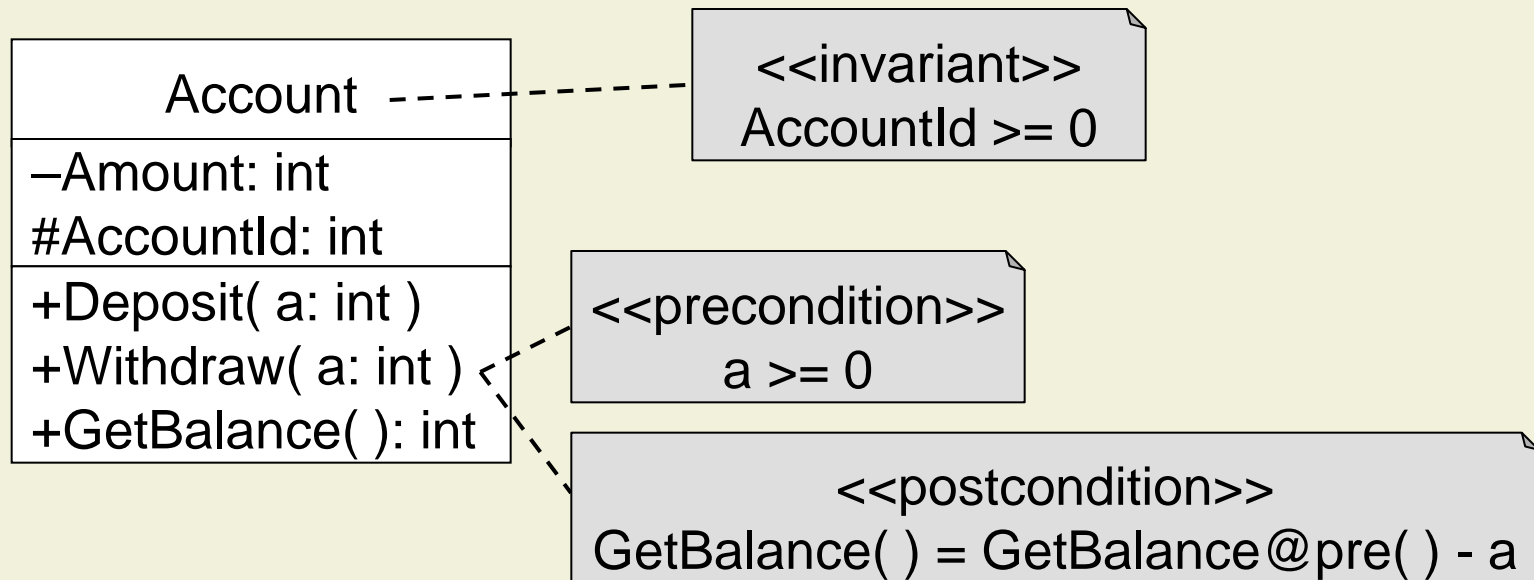 Account
–Amount: int
#AccountId: int
+Deposit( a: int )
+Withdraw( a: int )
+GetBalance( ): int
<<invariant>>
AccountId >= 0
<<precondition>>
a >= 0
<<postcondition>>
GetBalance( ) = GetBalance@pre( ) - a